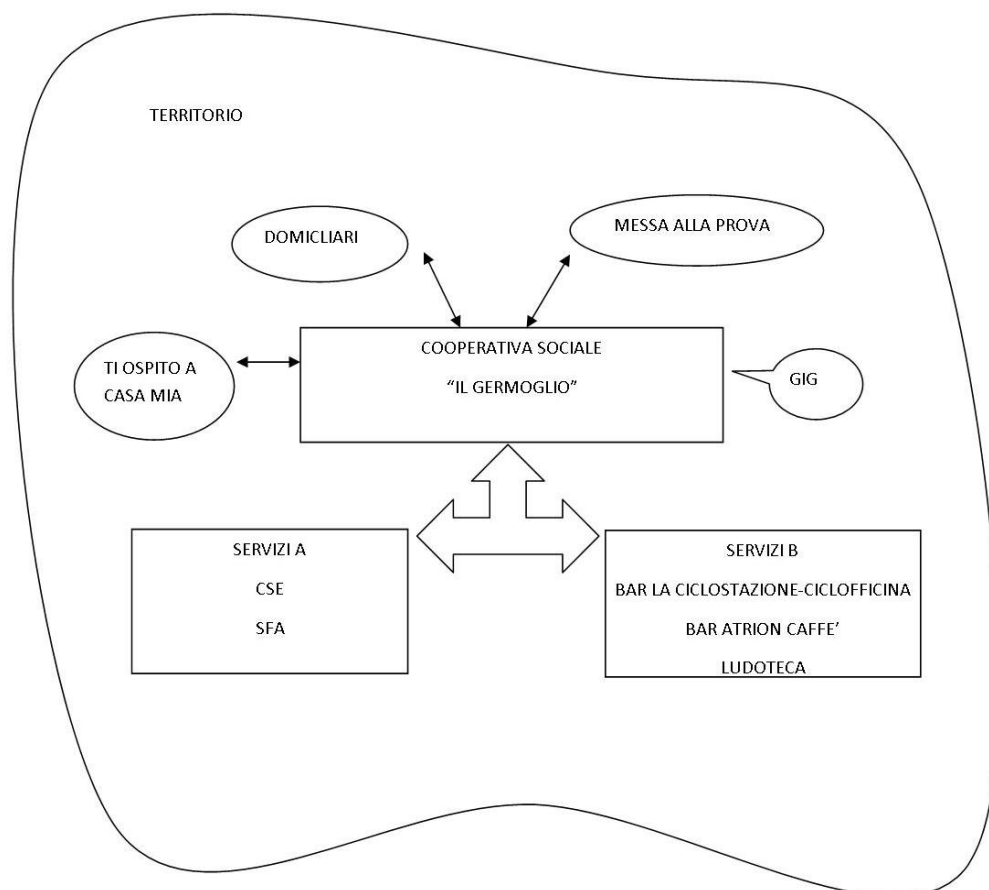 TERRITORIO
DOMICLIARI
MESSA ALLA PROVA
COOPERATIVA SOCIALE
“IL GERMOGLIO”
TI OSPITO A
CASA MIA
GIG
SERVIZI A
CSE
SFA
SERVIZI B
BAR LA CICLOSTAZIONE-CICLOFFICINA
BAR ATRION CAFFE’
LUDOTECA